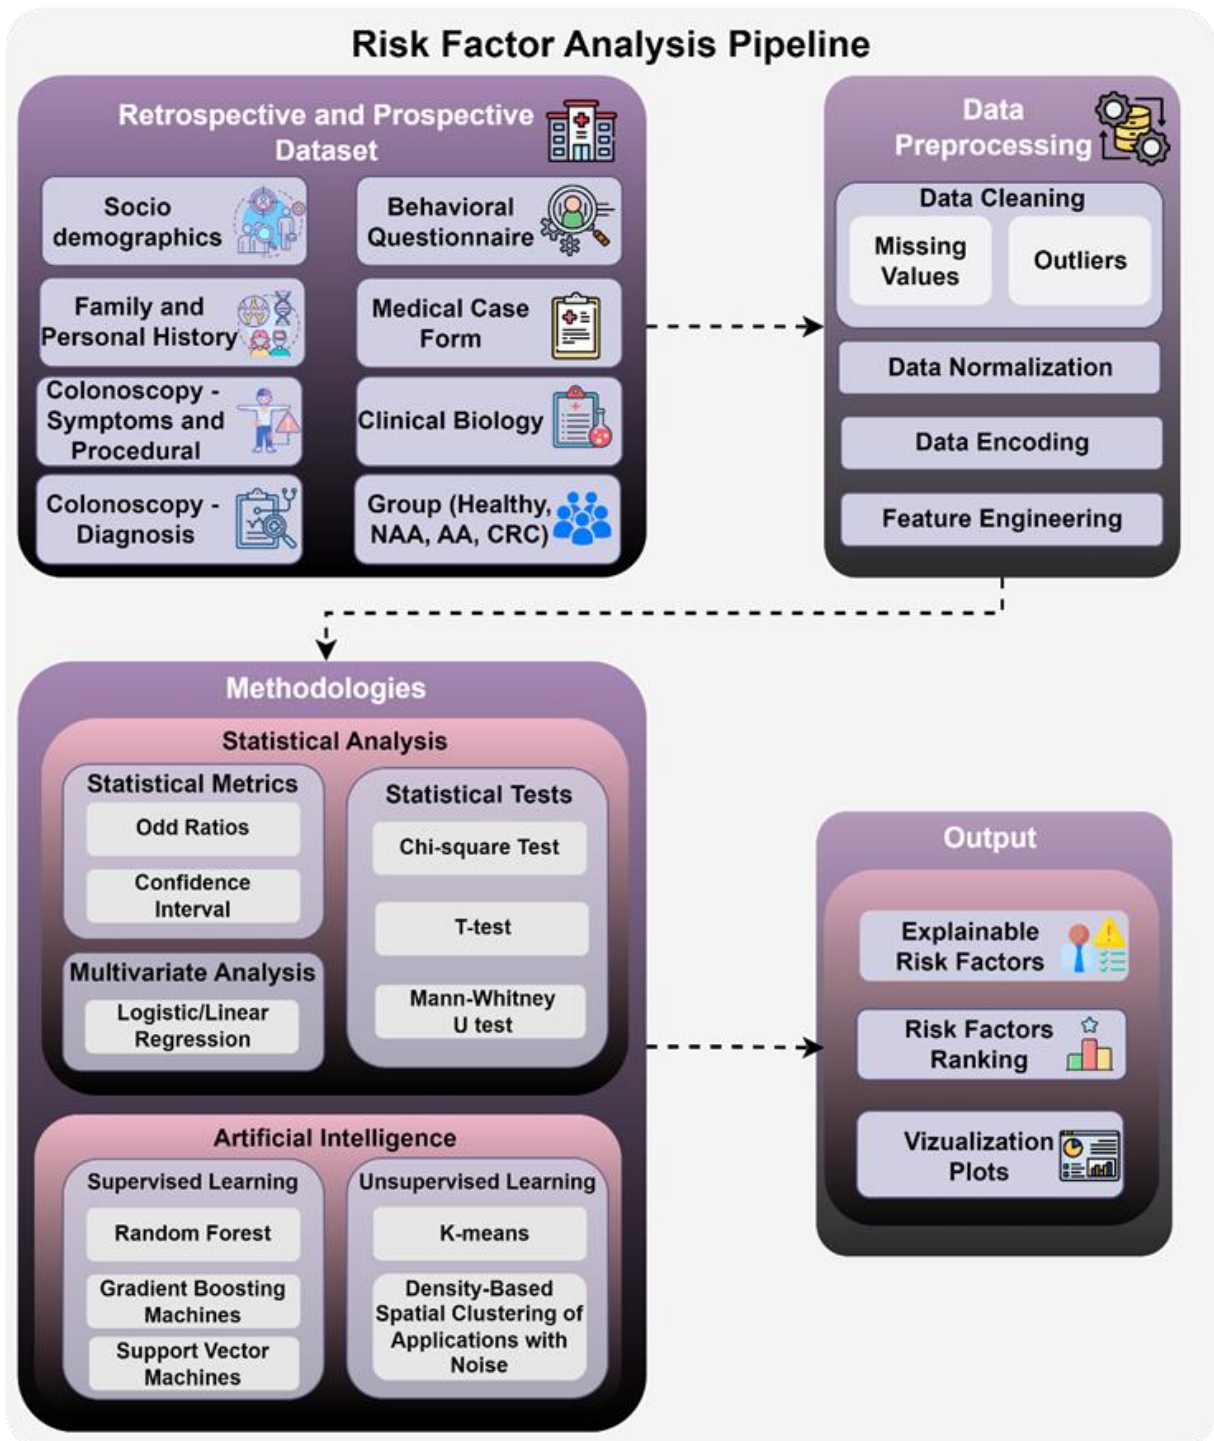 Risk Factor Analysis Pipeline
Retrospective and Prospective
Dataset
Socio
demographics
Behavioral
Questionnaire
Family and
Personal History
Medical Case
Form
Colonoscopy -
Symptoms and
Procedural
Clinical Biology
Colonoscopy -
Diagnosis
Group (Healthy,
NAA, AA, CRC)
Data
Preprocessing
Data Cleaning
Missing
Values
Outliers
Data Normalization
Data Encoding
Feature Engineering
Methodologies
Statistical Analysis
Statistical Metrics
Odd Ratios
Confidence
Interval
Multivariate Analysis
Logistic/Linear
Regression
Statistical Tests
Chi-square Test
T-test
Mann-Whitney
U test
Artificial Intelligence
Supervised Learning
Random Forest
Gradient Boosting
Machines
Support Vector
Machines
Unsupervised Learning
K-means
Density-Based
Spatial Clustering of
Applications with
Noise
Output
Explainable
Risk Factors
Risk Factors
Ranking
Vizualization
Plots